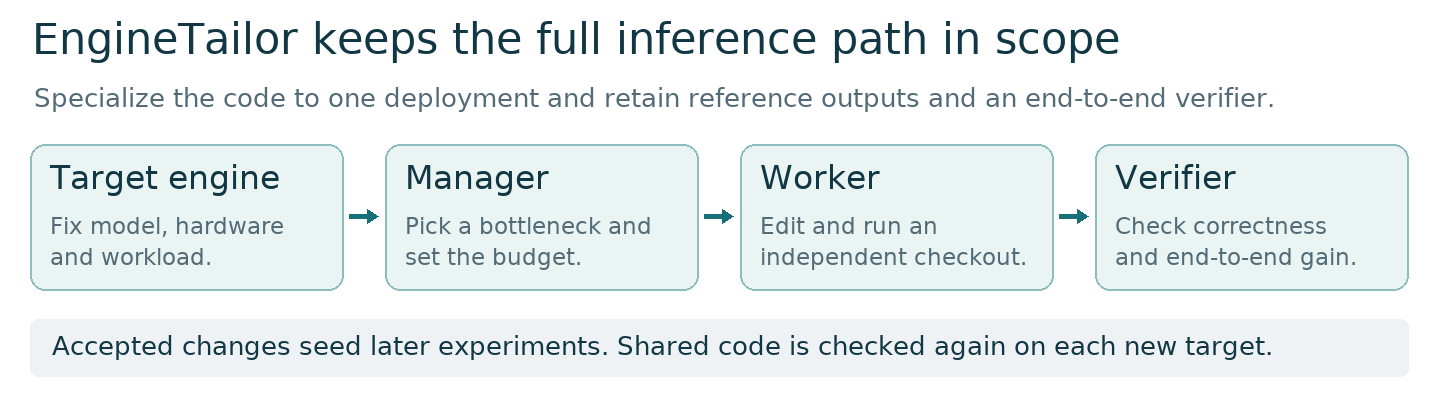 EngineTailor keeps the full inference path in scope
Specialize the code to one deployment and retain reference outputs and an end-to-end verifier.
Target engine
Fix model, hardware
and workload.
Manager
Pick a bottleneck and
set the budget.
Worker
Edit and run an
independent checkout.
Verifier
Check correctness
and end-to-end gain.
Accepted changes seed later experiments. Shared code is checked again on each new target.